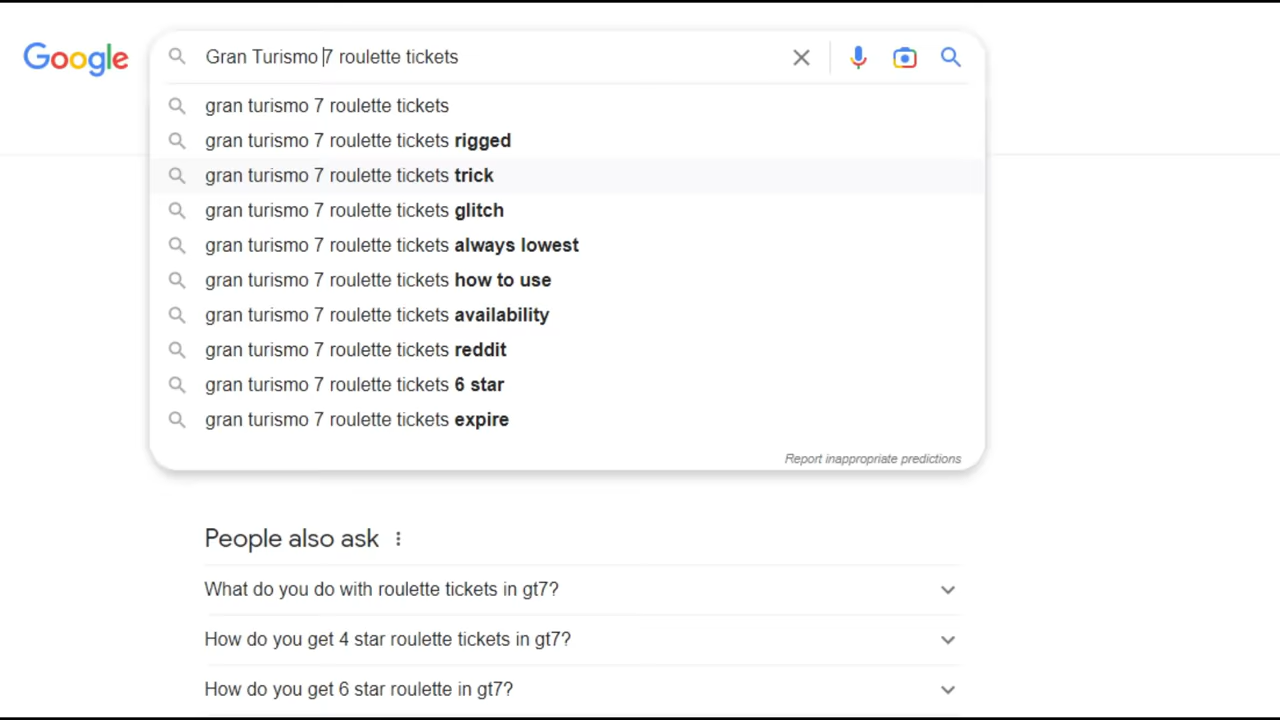 Google
Gran Turismo 7 roulette tickets
gran turismo 7 roulette tickets
gran turismo 7 roulette tickets rigged
gran turismo 7 roulette tickets trick
gran turismo 7 roulette tickets glitch
gran turismo 7 roulette tickets always lowest
gran turismo 7 roulette tickets how to use
gran turismo 7 roulette tickets availability
gran turismo 7 roulette tickets reddit
gran turismo 7 roulette tickets 6 star
gran turismo 7 roulette tickets expire
Report inappropriate predictions
People also ask
What do you do with roulette tickets in gt7?
How do you get 4 star roulette tickets in gt7?
How do you get 6 star roulette in gt7?